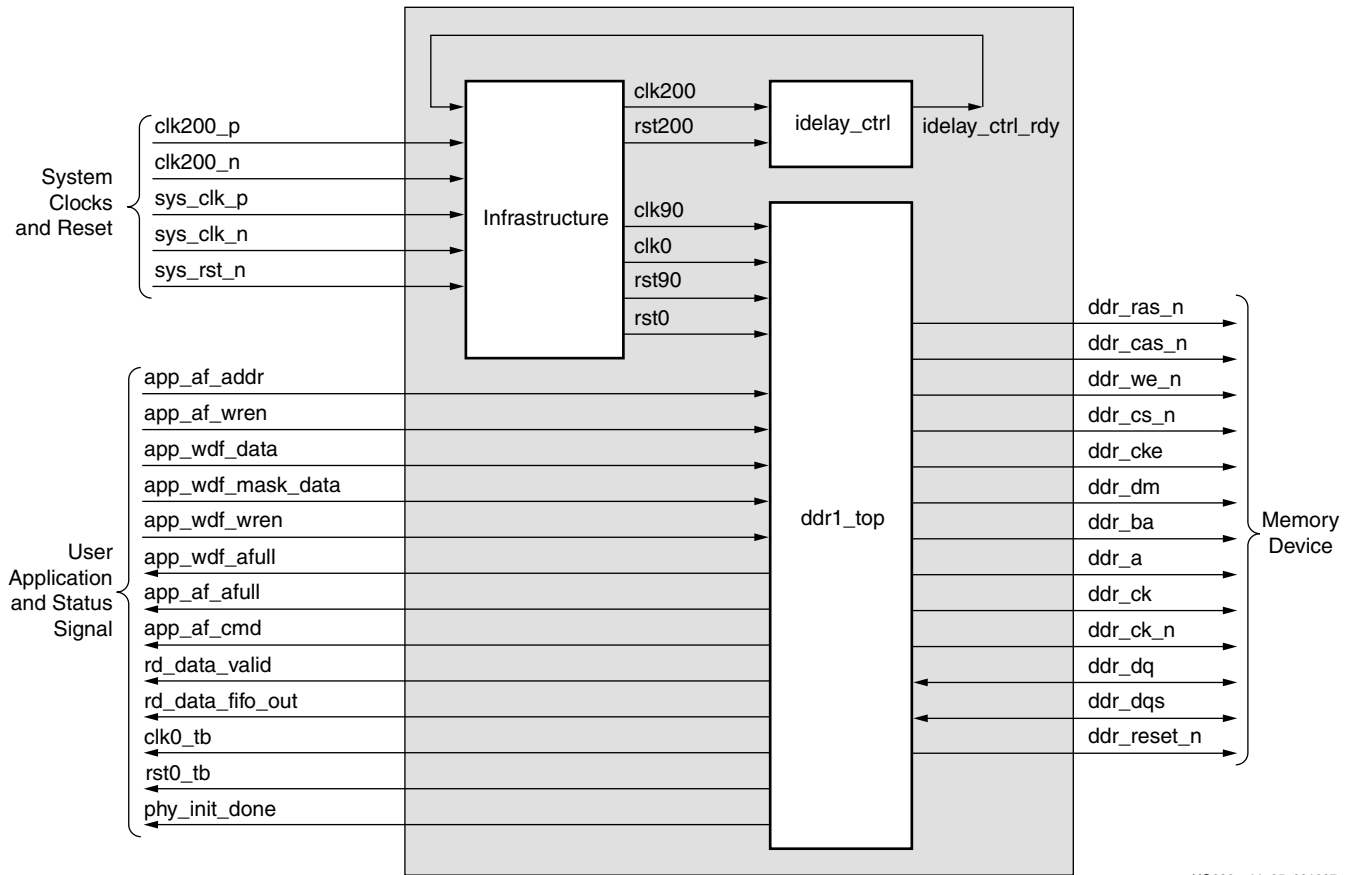 System
Clocks
and Reset
clk200_p
clk200_n
sys_clk_p
sys_clk_n
sys_rst_n
Infrastructure
clk200
rst200
idelay_ctrl
idelay_ctrl_rdy
clk90
clk0
rst90
rst0
ddr1_top
User
Application
and Status
Signal
app_af_addr
app_af_wren
app_wdf_data
app_wdf_mask_data
app_wdf_wren
app_wdf_afull
app_af_afull
app_af_cmd
rd_data_valid
rd_data_fifo_out
clk0_tb
rst0_tb
phy_init_done
ddr_ras_n
ddr_cas_n
ddr_we_n
ddr_cs_n
ddr_cke
ddr_dm
ddr_ba
ddr_a
ddr_ck
ddr_ck_n
ddr_dq
ddr_dqs
ddr_reset_n
Memory
Device